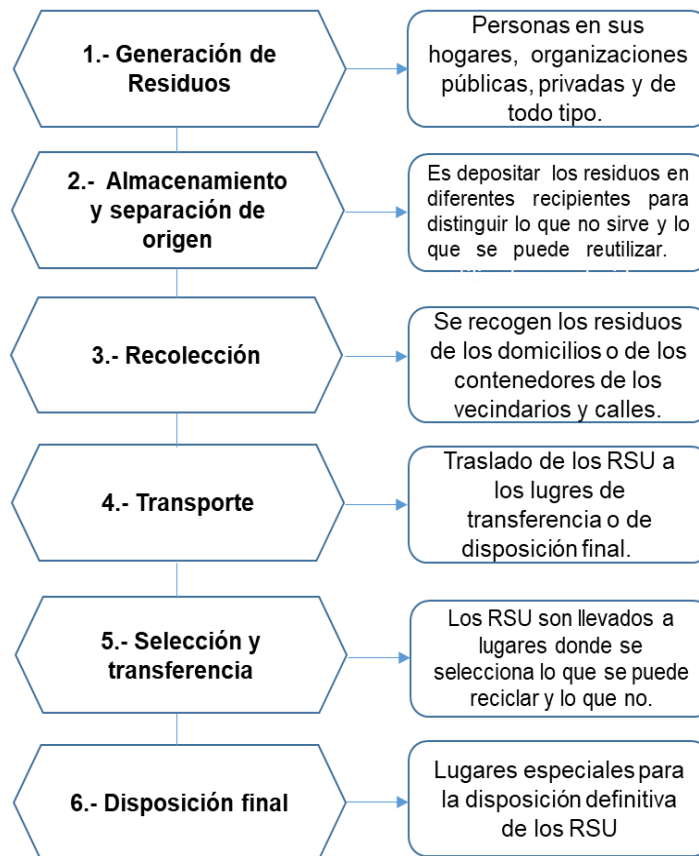 1.- Generación de
Residuos
Personas en sus
hogares, organizaciones
públicas, privadas y de
todo tipo.
2.- Almacenamiento
y separación de
origen
Es depositar los residuos en
diferentes recipientes para
distinguir lo que no sirve y lo
que se puede reutilizar.
3.- Recolección
Se recogen los residuos
de los domicilios o de los
contenedores de los
vecindarios y calles.
4.- Transporte
Traslado de los RSU a
los lugres de
transferencia o de
disposición final.
5.- Selección y
transferencia
Los RSU son llevados a
lugares donde se
selecciona lo que se puede
reciclar y lo que no.
6.- Disposición final
Lugares especiales para
la disposición definitiva
de los RSU